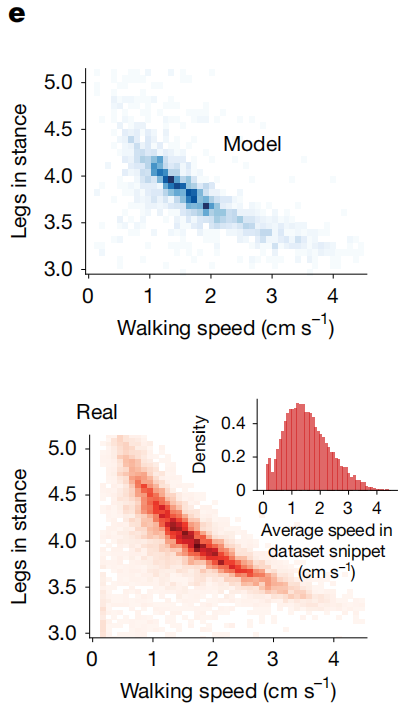 e
5.0
4.5
4.0
3.5
3.0
Legs in stance
Model
0 1 2 3 4
Walking speed (cm s⁻¹)
Real
5.0
4.5
4.0
3.5
3.0
Legs in stance
0.4
0.2
0
Density
0 1 2 3 4
Average speed in
dataset snippet
(cm s⁻¹)
0 1 2 3 4
Walking speed (cm s⁻¹)